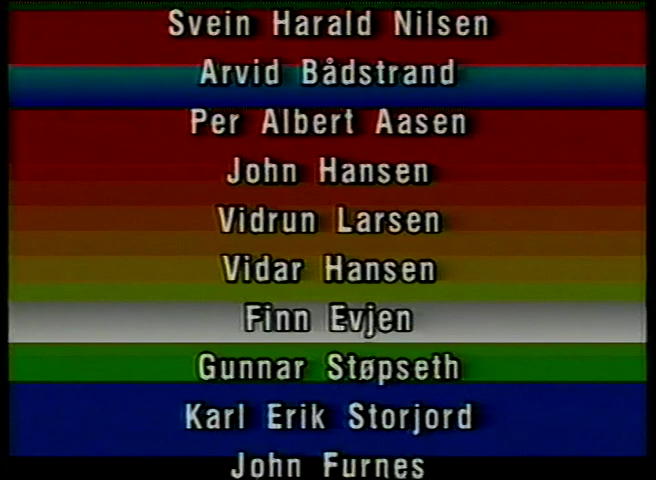 Svein Harald Nilsen
Arvid Bådstrand
Per Albert Aasen
John Hansen
Vidrun Larsen
Vidar Hansen
Finn Evjen
Gunnar Støpseth
Karl Erik Storjord
John Furnes